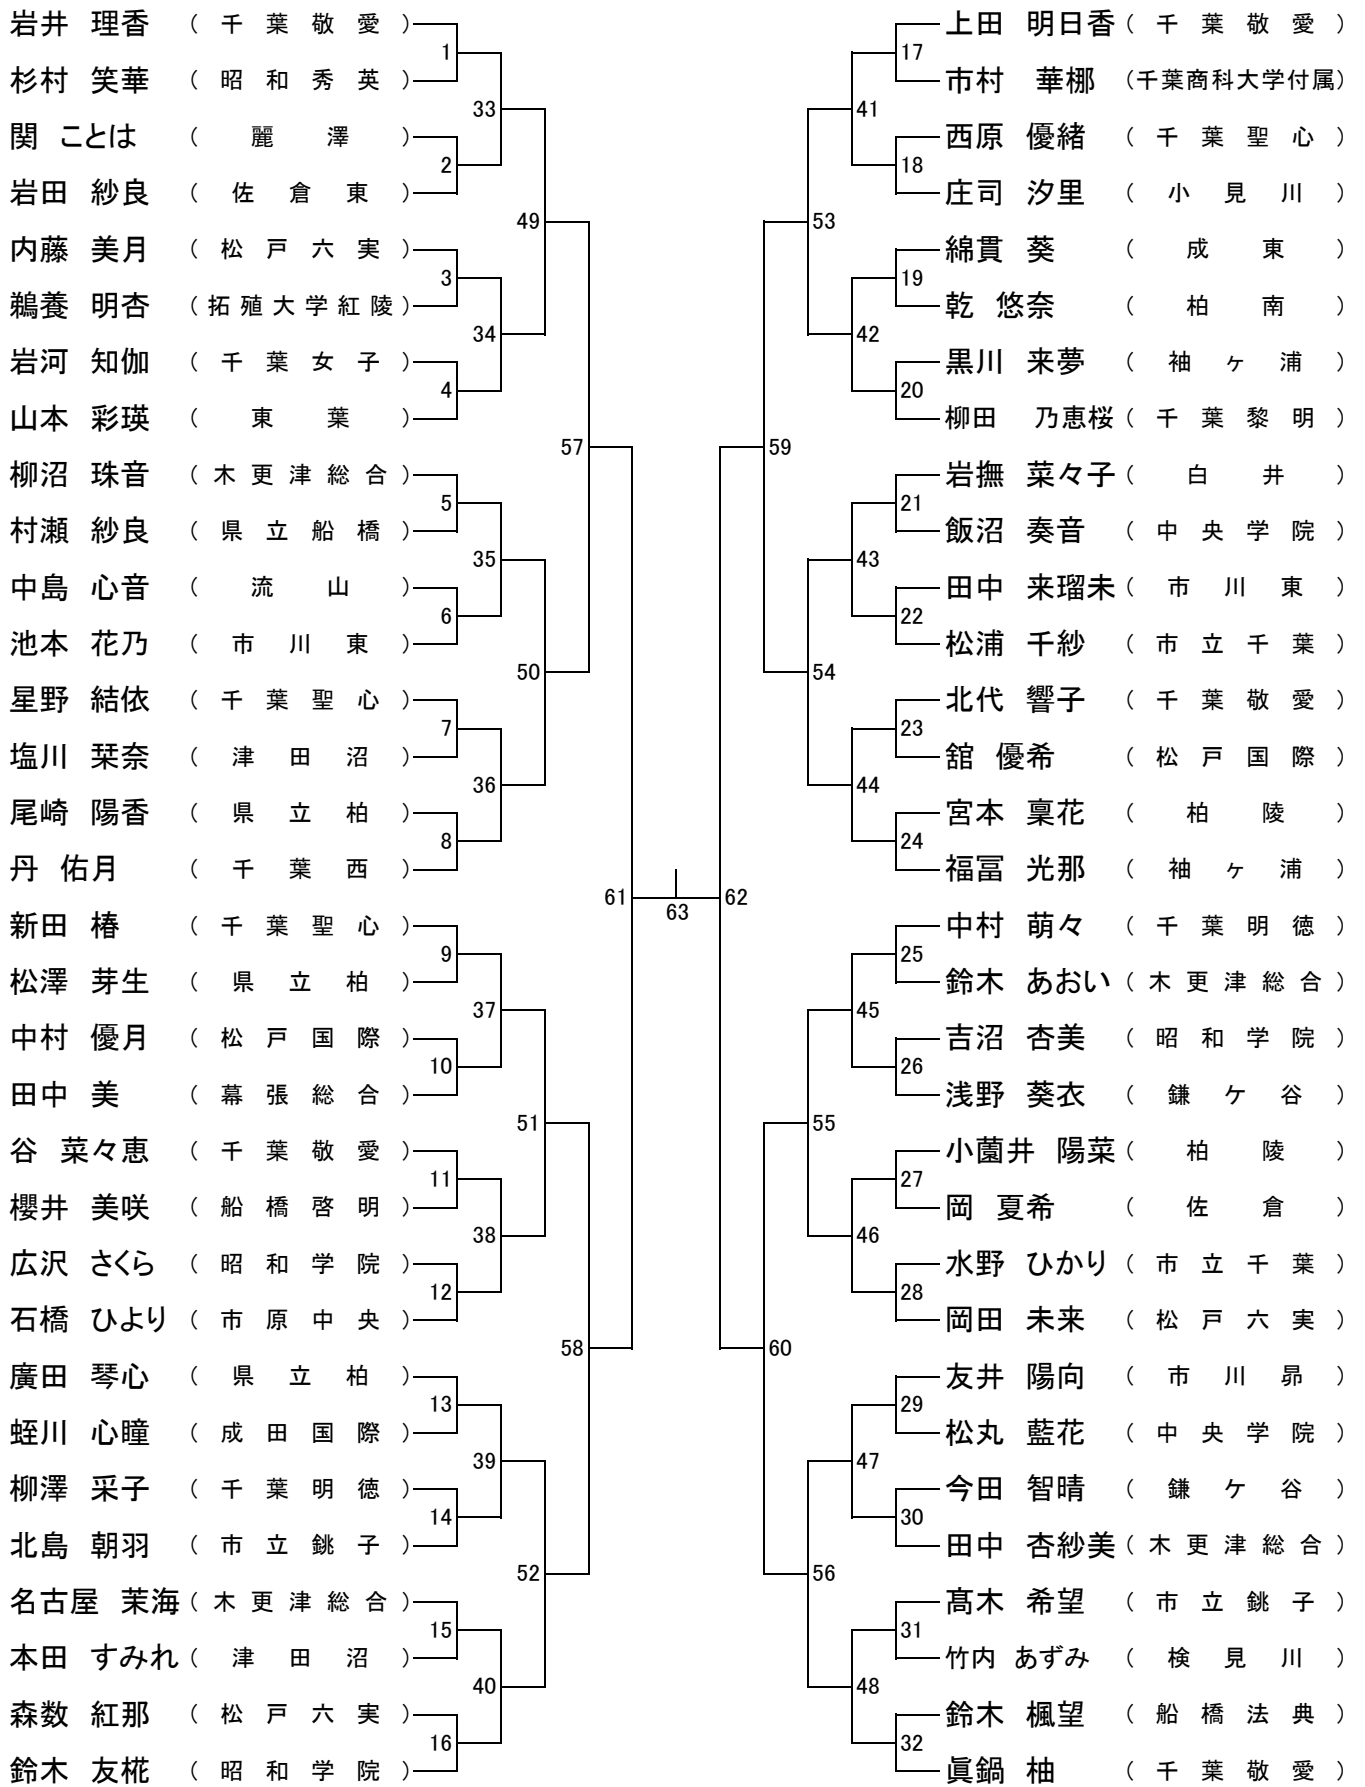 岩井 理香 （ 千 葉 敬 愛 ）
1
杉村 笑華 （ 昭 和 秀 英 ）
33
関 ことは （ 麗 澤 ）
2
岩田 紗良 （ 佐 倉 東 ）
49
内藤 美月 （ 松 戸 六 実 ）
3
鵜養 明杏 （ 拓 殖 大 学 紅 陵 ）
34
岩河 知伽 （ 千 葉 女 子 ）
4
山本 彩瑛 （ 東 葉 ）
57
柳沼 珠音 （ 木 更 津 総 合 ）
5
村瀬 紗良 （ 県 立 船 橋 ）
35
中島 心音 （ 流 山 ）
6
池本 花乃 （ 市 川 東 ）
50
星野 結依 （ 千 葉 聖 心 ）
7
塩川 栞奈 （ 津 田 沼 ）
36
尾崎 陽香 （ 県 立 柏 ）
8
丹 佑月 （ 千 葉 西 ）
61
63
新田 椿 （ 千 葉 聖 心 ）
9
松澤 芽生 （ 県 立 柏 ）
37
中村 優月 （ 松 戸 国 際 ）
10
田中 美 （ 幕 張 総 合 ）
51
谷 菜々恵 （ 千 葉 敬 愛 ）
11
櫻井 美咲 （ 船 橋 啓 明 ）
38
広沢 さくら （ 昭 和 学 院 ）
12
石橋 ひより （ 市 原 中 央 ）
58
廣田 琴心 （ 県 立 柏 ）
13
蛭川 心瞳 （ 成 田 国 際 ）
39
柳澤 采子 （ 千 葉 明 徳 ）
14
北島 朝羽 （ 市 立 銚 子 ）
52
名古屋 茉海 （ 木 更 津 総 合 ）
15
本田 すみれ （ 津 田 沼 ）
40
森数 紅那 （ 松 戸 六 実 ）
16
鈴木 友椛 （ 昭 和 学 院 ）
上田 明日香 （ 千 葉 敬 愛 ）
17
市村 華梛 （千葉商科大学付属）
41
西原 優緒 （ 千 葉 聖 心 ）
18
庄司 汐里 （ 小 見 川 ）
53
綿貫 葵 （ 成 東 ）
19
乾 悠奈 （ 柏 南 ）
42
黒川 来夢 （ 袖 ヶ 浦 ）
20
柳田 乃恵桜 （ 千 葉 黎 明 ）
59
岩撫 菜々子 （ 白 井 ）
21
飯沼 奏音 （ 中 央 学 院 ）
43
田中 来瑠未 （ 市 川 東 ）
22
松浦 千紗 （ 市 立 千 葉 ）
54
北代 響子 （ 千 葉 敬 愛 ）
23
舘 優希 （ 松 戸 国 際 ）
44
宮本 稟花 （ 柏 陵 ）
24
福冨 光那 （ 袖 ヶ 浦 ）
62
中村 萌々 （ 千 葉 明 徳 ）
25
鈴木 あおい （ 木 更 津 総 合 ）
45
吉沼 杏美 （ 昭 和 学 院 ）
26
浅野 葵衣 （ 鎌 ケ 谷 ）
55
小薗井 陽菜 （ 柏 陵 ）
27
岡 夏希 （ 佐 倉 ）
46
水野 ひかり （ 市 立 千 葉 ）
28
岡田 未来 （ 松 戸 六 実 ）
60
友井 陽向 （ 市 川 昴 ）
29
松丸 藍花 （ 中 央 学 院 ）
47
今田 智晴 （ 鎌 ケ 谷 ）
30
田中 杏紗美 （ 木 更 津 総 合 ）
56
髙木 希望 （ 市 立 銚 子 ）
31
竹内 あずみ （ 検 見 川 ）
48
鈴木 楓望 （ 船 橋 法 典 ）
32
眞鍋 柚 （ 千 葉 敬 愛 ）